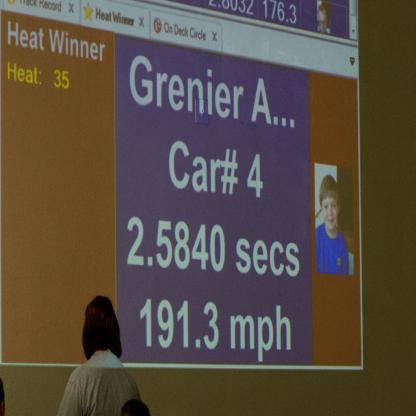 Track Record X
2.8032 176.3
Heat Winner X
On Deck Circle X
Heat Winner
Heat: 35
Grenier A...
Car# 4
2.5840 secs
191.3 mph